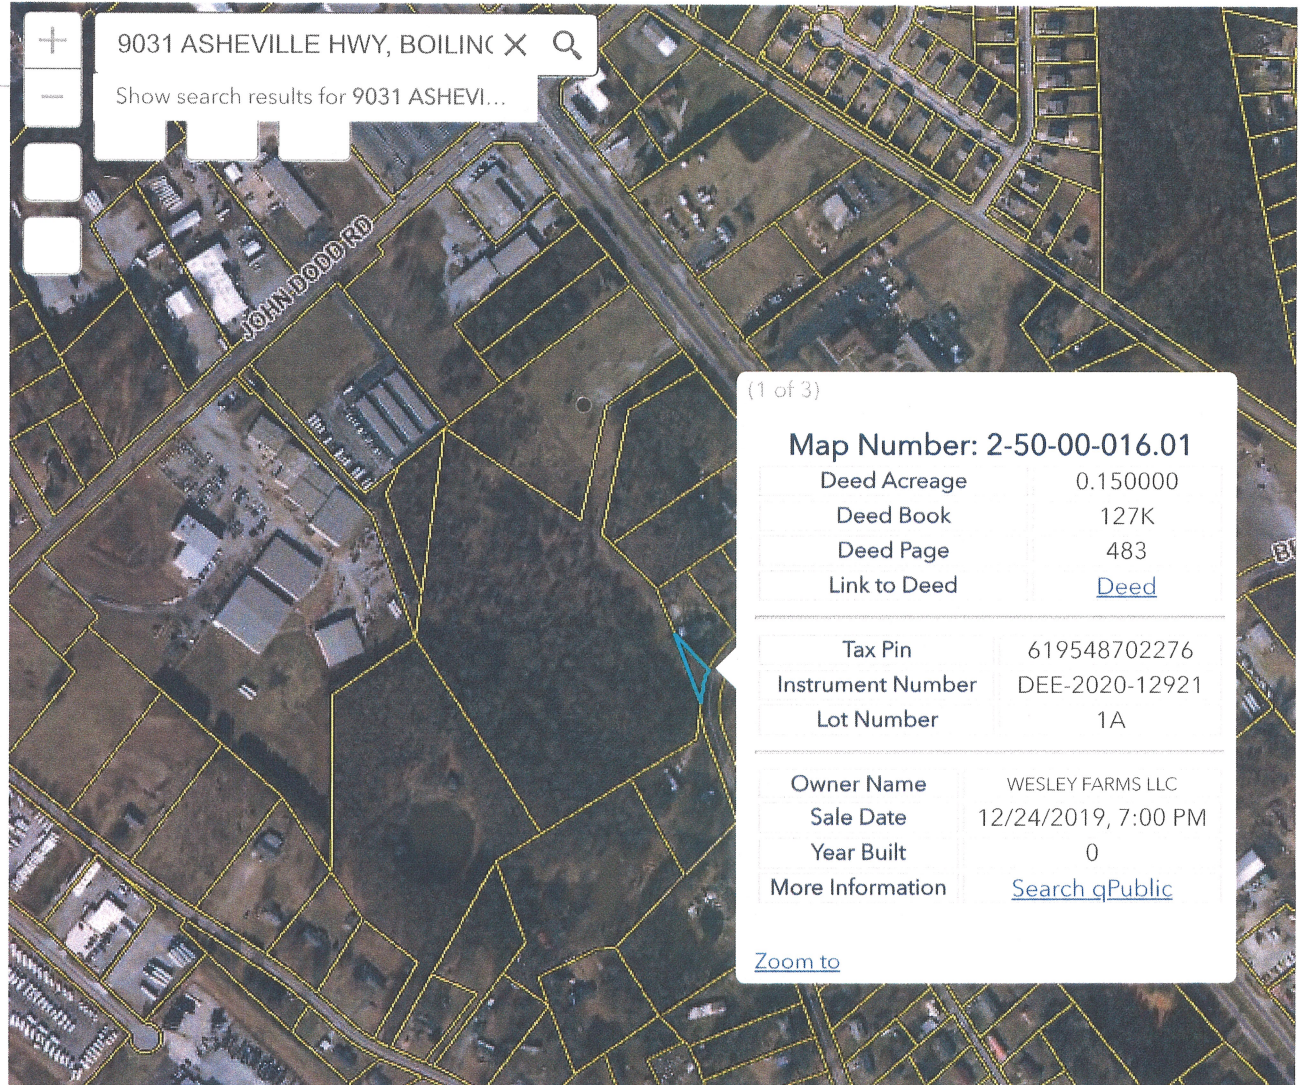 +
9031 ASHEVILLE HWY, BOILING
Show search results for 9031 ASHEVI...
−
JOHN DODD RD
(1 of 3)
Map Number: 2-50-00-016.01
Deed Acreage 0.150000
Deed Book 127K
Deed Page 483
Link to Deed Deed
Tax Pin 619548702276
Instrument Number DEE-2020-12921
Lot Number 1A
Owner Name WESLEY FARMS LLC
Sale Date 12/24/2019, 7:00 PM
Year Built 0
More Information Search qPublic
Zoom to